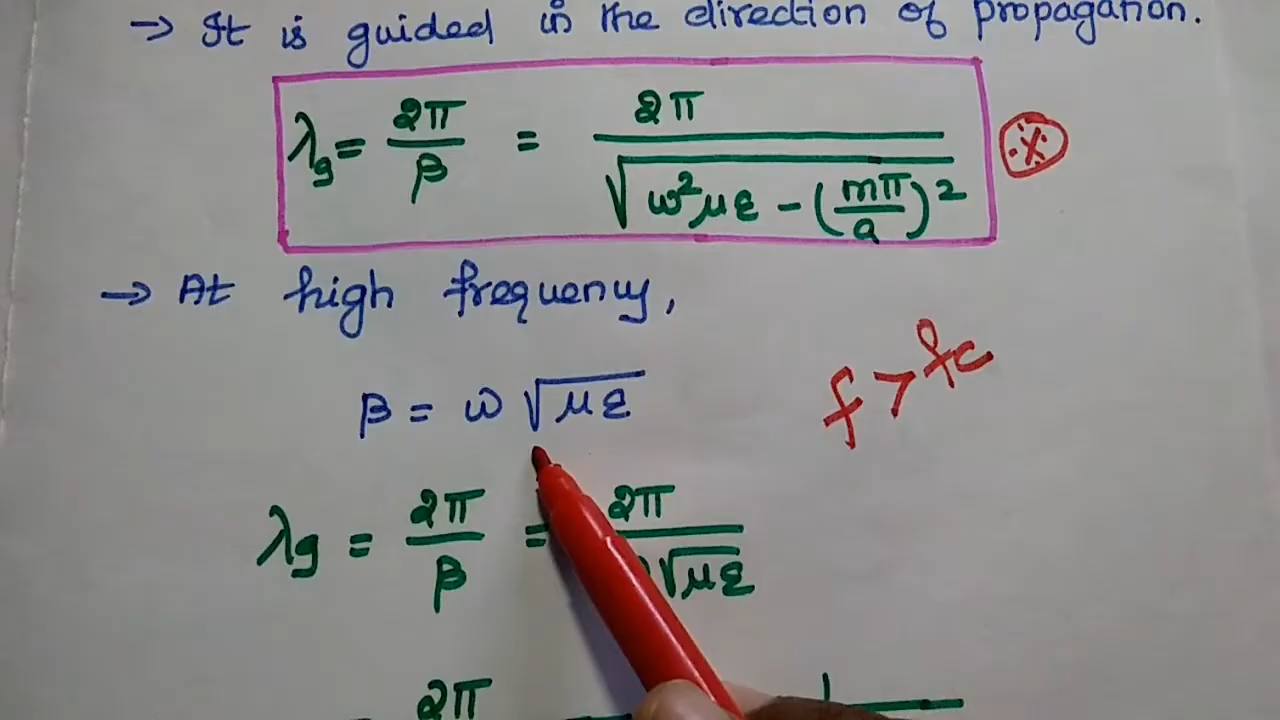 → It is guided in the direction of propagation.
λg = 2π/β = 2π/√(ω²με - (mπ/a)²) *
→ At high frequency,
β = ω√με
f > fc
λg = 2π/β = 2π/√με
2π